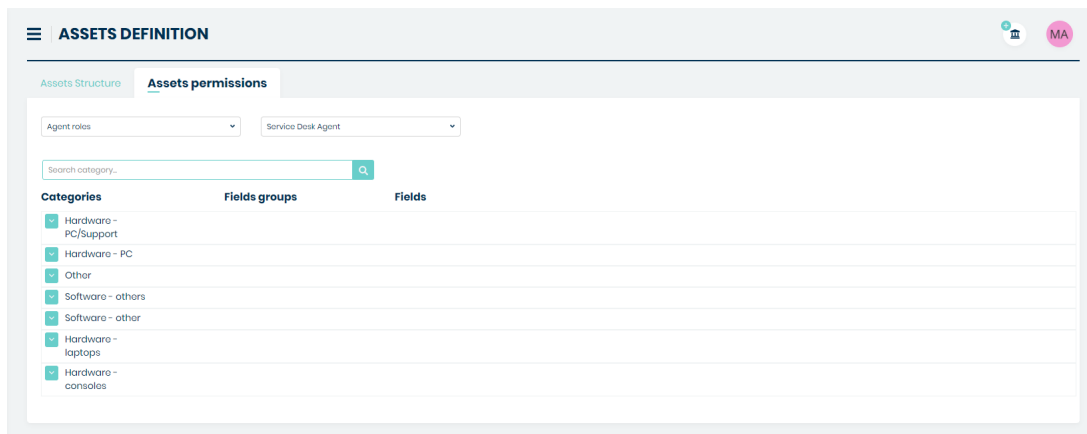 ASSETS DEFINITION
MA
Assets Structure Assets permissions
Agent roles Service Desk Agent
Search category...
Categories Fields groups Fields
Hardware -
PC/Support
Hardware - PC
Other
Software - others
Software - other
Hardware -
laptops
Hardware -
consoles